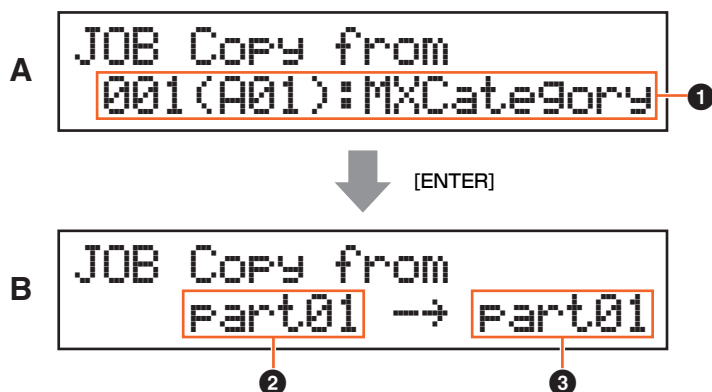 A
JOB Copy from
001(A01):MXCategory
1
[ENTER]
B
JOB Copy from
part01 → part01
2 3